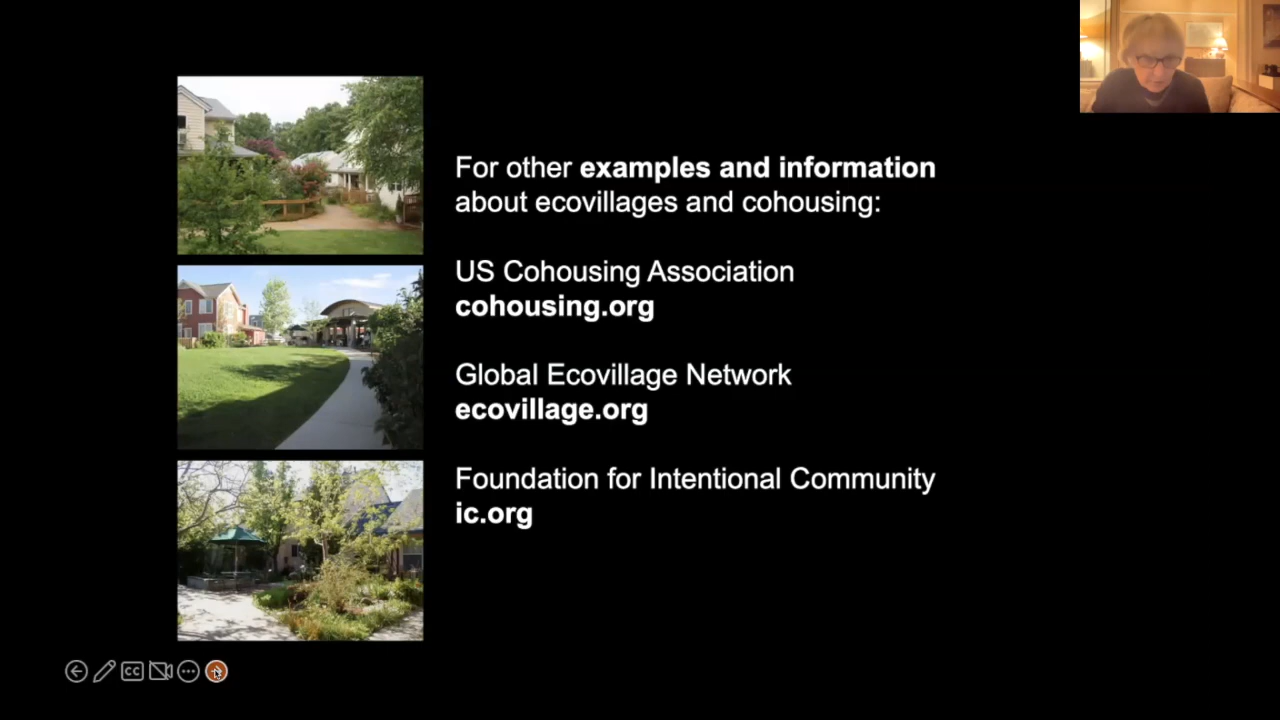 For other examples and information
about ecovillages and cohousing:
US Cohousing Association
cohousing.org
Global Ecovillage Network
ecovillage.org
Foundation for Intentional Community
ic.org
CC